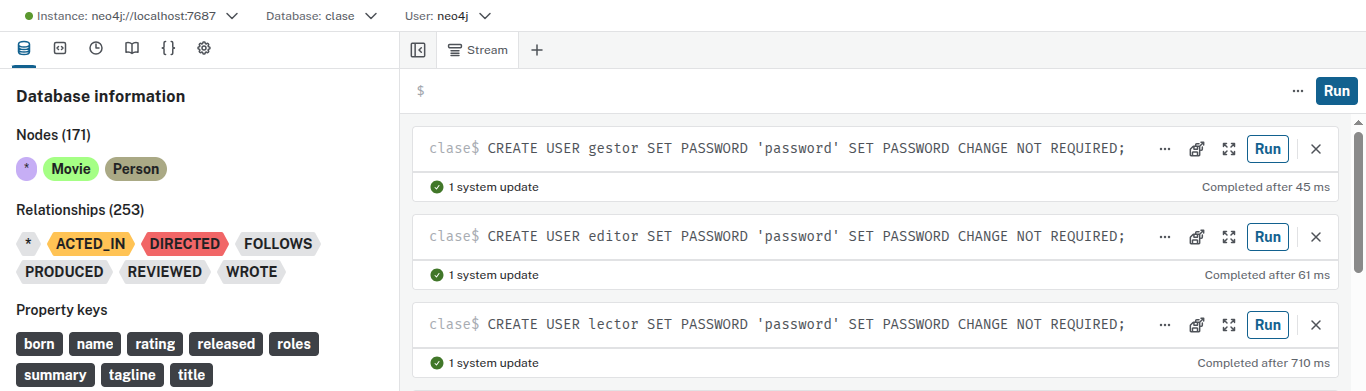 Instance: neo4j://localhost:7687 Database: clase User: neo4j
Stream
Database information
Nodes (171)
* Movie Person
Relationships (253)
* ACTED_IN DIRECTED FOLLOWS
PRODUCED REVIEWED WROTE
Property keys
born name rating released roles
summary tagline title
$ Run
clase$ CREATE USER gestor SET PASSWORD 'password' SET PASSWORD CHANGE NOT REQUIRED; Run
1 system update Completed after 45 ms
clase$ CREATE USER editor SET PASSWORD 'password' SET PASSWORD CHANGE NOT REQUIRED; Run
1 system update Completed after 61 ms
clase$ CREATE USER lector SET PASSWORD 'password' SET PASSWORD CHANGE NOT REQUIRED; Run
1 system update Completed after 710 ms